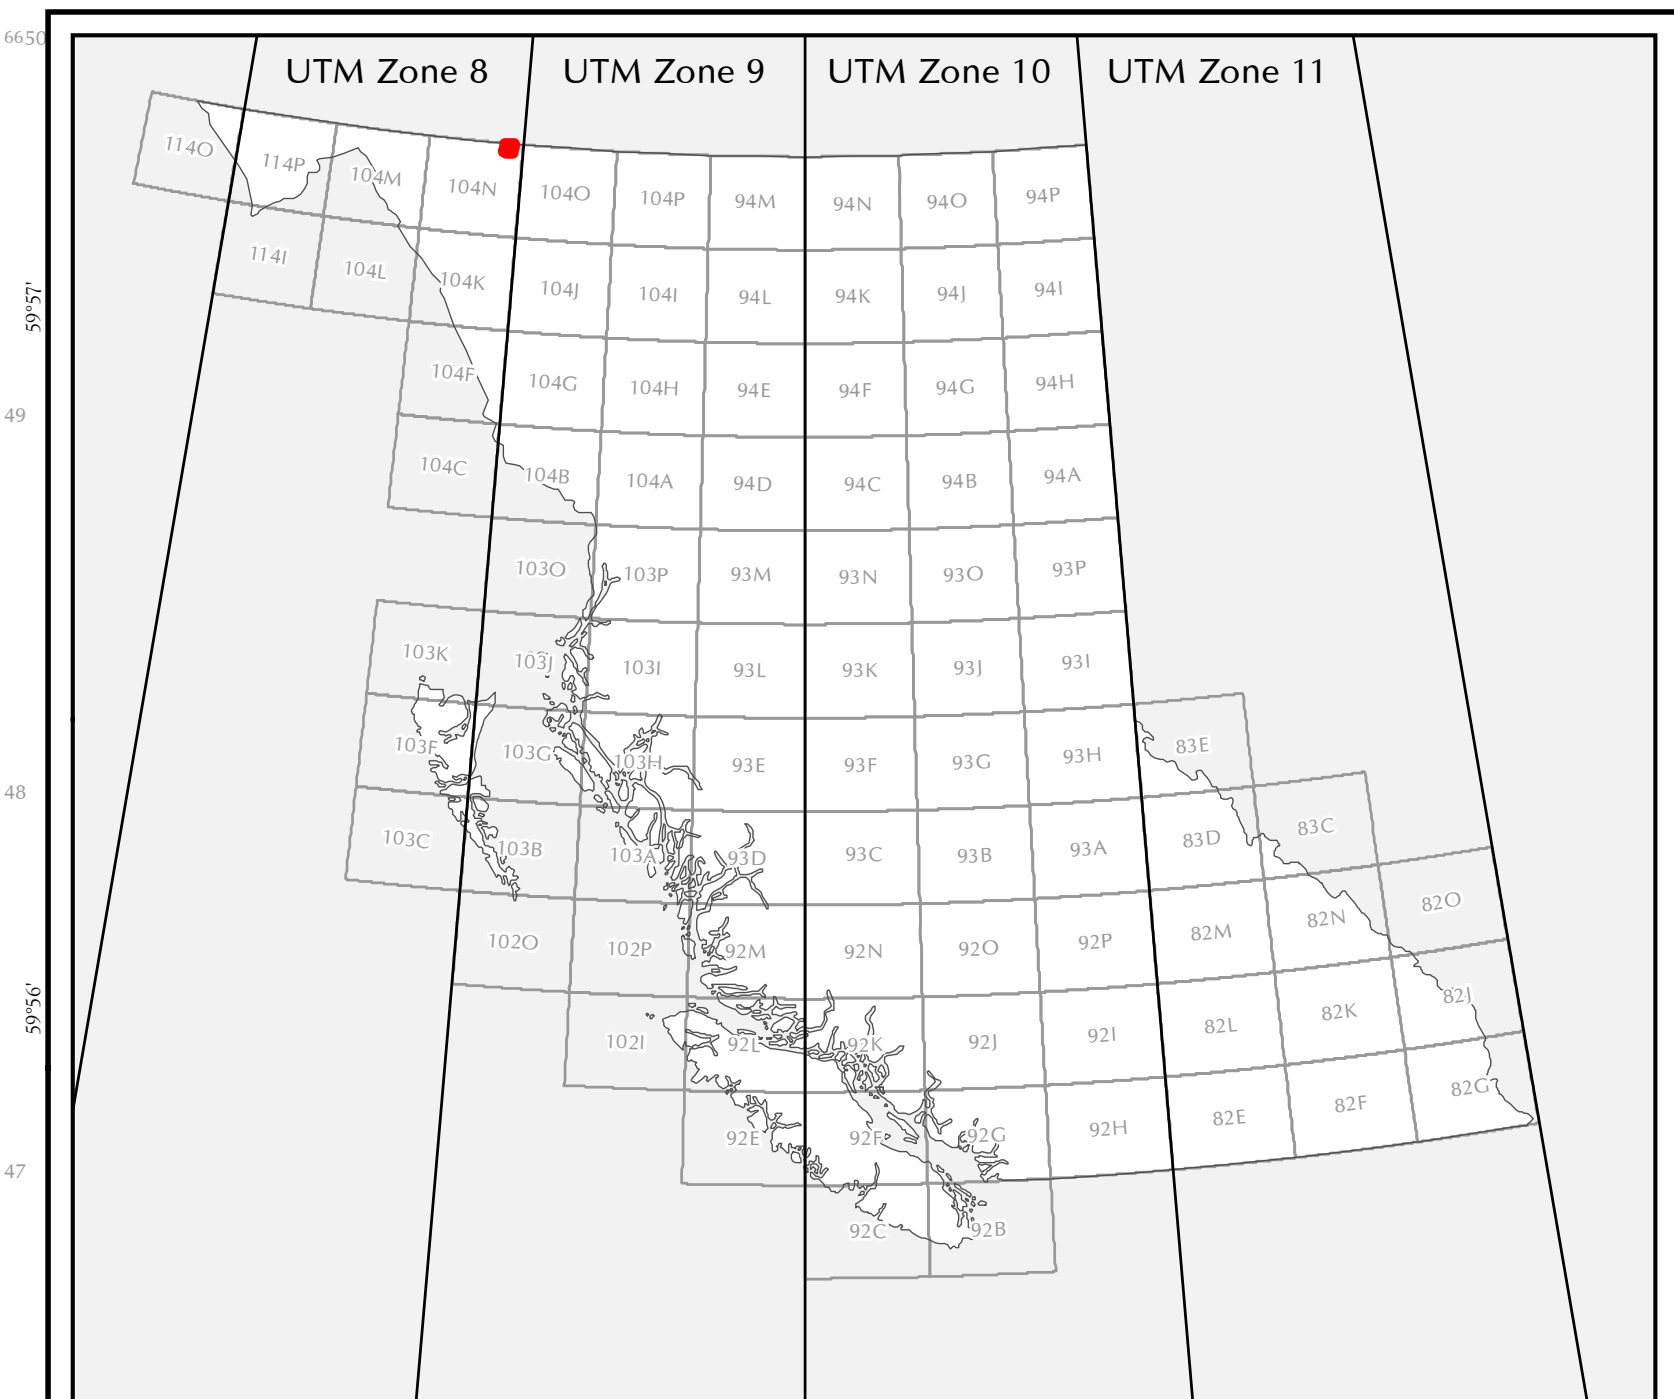 6650
UTM Zone 8 UTM Zone 9 UTM Zone 10 UTM Zone 11
114O 114P 104M 104N 104O 104P 94M 94N 94O 94P
114I 104L 104K 104J 104I 94L 94K 94J 94I
59°57'
104F 104G 104H 94E 94F 94G 94H
49
104C 104B 104A 94D 94C 94B 94A
103O 103P 93M 93N 93O 93P
103K 103J 103I 93L 93K 93J 93I
103F 103G 103H 93E 93F 93G 93H 83E
48
103C 103B 103A 93D 93C 93B 93A 83D 83C
102O 102P 92M 92N 92O 92P 82M 82N 82O
59°56'
102I 92L 92K 92J 92I 82L 82K 82J
92E 92F 92G 92H 82E 82F 82G
47
92C 92B